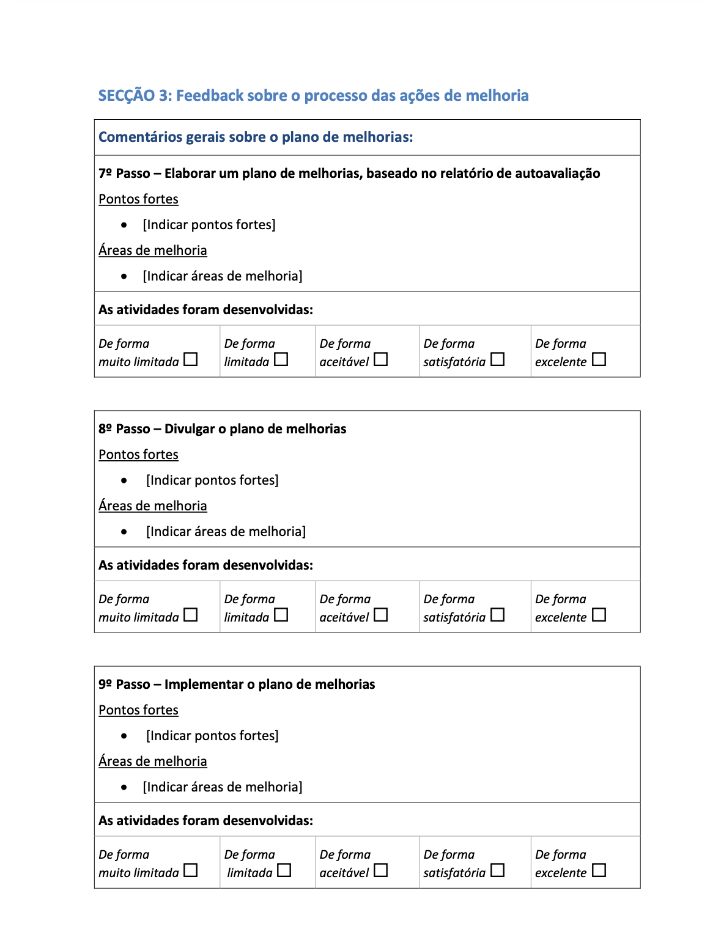 SECÇÃO 3: Feedback sobre o processo das ações de melhoria
Comentários gerais sobre o plano de melhorias:
7º Passo – Elaborar um plano de melhorias, baseado no relatório de autoavaliação
Pontos fortes
• [Indicar pontos fortes]
Áreas de melhoria
• [Indicar áreas de melhoria]
As atividades foram desenvolvidas:
De forma
muito limitada ☐
De forma
limitada ☐
De forma
aceitável ☐
De forma
satisfatória ☐
De forma
excelente ☐
8º Passo – Divulgar o plano de melhorias
Pontos fortes
• [Indicar pontos fortes]
Áreas de melhoria
• [Indicar áreas de melhoria]
As atividades foram desenvolvidas:
De forma
muito limitada ☐
De forma
limitada ☐
De forma
aceitável ☐
De forma
satisfatória ☐
De forma
excelente ☐
9º Passo – Implementar o plano de melhorias
Pontos fortes
• [Indicar pontos fortes]
Áreas de melhoria
• [Indicar áreas de melhoria]
As atividades foram desenvolvidas:
De forma
muito limitada ☐
De forma
limitada ☐
De forma
aceitável ☐
De forma
satisfatória ☐
De forma
excelente ☐